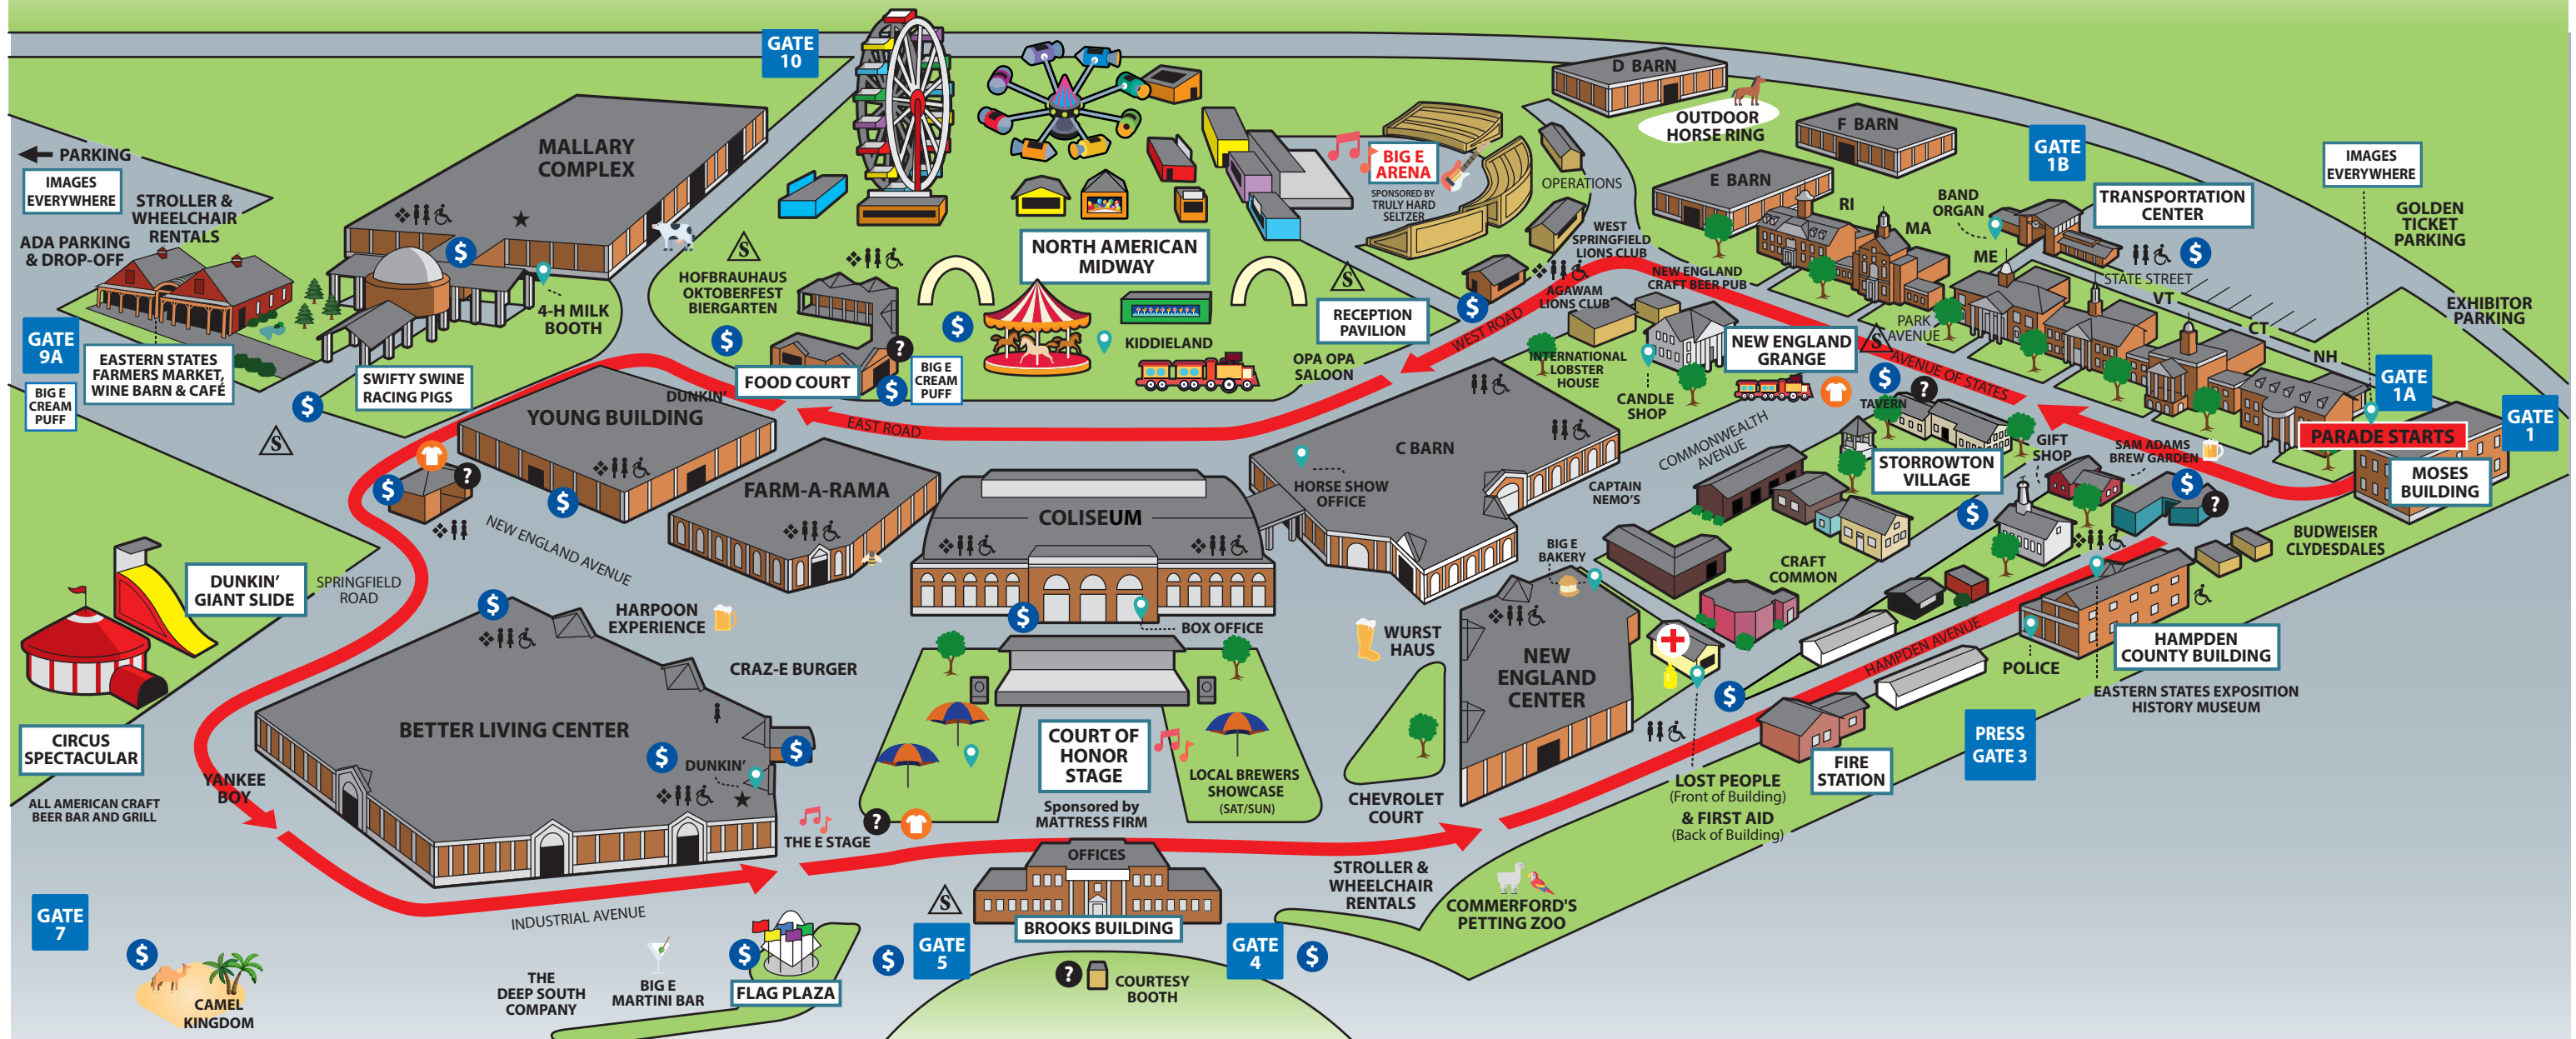 GATE
10
D BARN
OUTDOOR
HORSE RING
F BARN
GATE
1B
MALLARY
COMPLEX
PARKING
IMAGES
EVERYWHERE
STROLLER &
WHEELCHAIR
RENTALS
ADA PARKING
& DROP-OFF
BIG E
ARENA
SPONSORED BY
TRULY HARD
SELTZER
OPERATIONS
E BARN
RI
MA
ME
BAND
ORGAN
TRANSPORTATION
CENTER
IMAGES
EVERYWHERE
GOLDEN
TICKET
PARKING
STATE STREET
VT
CT
NH
EXHIBITOR
PARKING
$
S
HOFBRAUHAUS
OKTOBERFEST
BIERGARTEN
NORTH AMERICAN
MIDWAY
S
RECEPTION
PAVILION
WEST
SPRINGFIELD
LIONS CLUB
AGAWAM
LIONS CLUB
NEW ENGLAND
CRAFT BEER PUB
$
4-H MILK
BOOTH
GATE
9A
EASTERN STATES
FARMERS MARKET,
WINE BARN & CAFÉ
BIG E
CREAM
PUFF
SWIFTY SWINE
RACING PIGS
$
S
$
FOOD COURT
?
$
BIG E
CREAM
PUFF
$
KIDDIELAND
OPA OPA
SALOON
WEST ROAD
INTERNATIONAL
LOBSTER
HOUSE
CANDLE
SHOP
NEW ENGLAND
GRANGE
S
PARK
AVENUE
AVENUE OF STATES
$
?
TAVERN
GATE
1A
GATE
1
PARADE STARTS
MOSES
BUILDING
DUNKIN'
YOUNG BUILDING
EAST ROAD
$
?
$
FARM-A-RAMA
COLISEUM
C BARN
HORSE SHOW
OFFICE
CAPTAIN
NEMO'S
COMMONWEALTH
AVENUE
STORROWTON
VILLAGE
GIFT
SHOP
SAM ADAMS
BREW GARDEN
$
$
?
BUDWEISER
CLYDESDALES
NEW ENGLAND AVENUE
SPRINGFIELD
ROAD
DUNKIN'
GIANT SLIDE
$
HARPOON
EXPERIENCE
CRAZ-E BURGER
$
BOX OFFICE
BIG E
BAKERY
CRAFT
COMMON
WURST
HAUS
NEW
ENGLAND
CENTER
$
HAMPDEN AVENUE
POLICE
HAMPDEN
COUNTY BUILDING
EASTERN STATES EXPOSITION
HISTORY MUSEUM
CIRCUS
SPECTACULAR
ALL AMERICAN CRAFT
BEER BAR AND GRILL
YANKEE
BOY
BETTER LIVING CENTER
$
DUNKIN'
$
COURT OF
HONOR
STAGE
Sponsored by
MATTRESS FIRM
LOCAL BREWERS
SHOWCASE
(SAT/SUN)
CHEVROLET
COURT
LOST PEOPLE
(Front of Building)
& FIRST AID
(Back of Building)
FIRE
STATION
PRESS
GATE 3
THE E STAGE
?
OFFICES
BROOKS BUILDING
STROLLER &
WHEELCHAIR
RENTALS
COMMERFORD'S
PETTING ZOO
GATE
7
$
CAMEL
KINGDOM
INDUSTRIAL AVENUE
THE
DEEP SOUTH
COMPANY
BIG E
MARTINI BAR
$
FLAG PLAZA
S
$
GATE
5
GATE
4
$
?
COURTESY
BOOTH